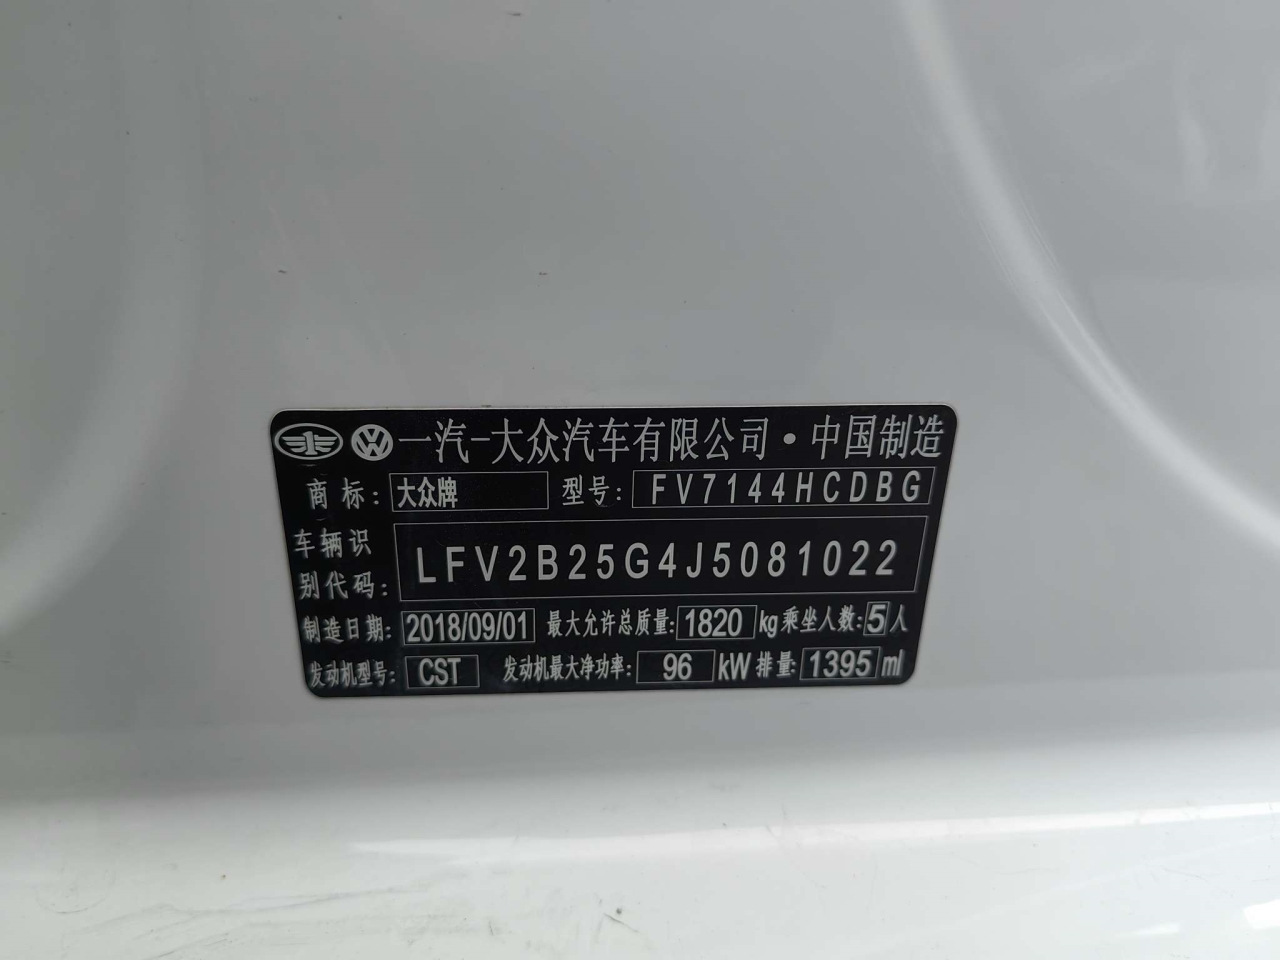 一汽-大众汽车有限公司·中国制造
商标: 大众牌 型号: FV7144HCDBG
车辆识
别代码: LFV2B25G4J5081022
制造日期: 2018/09/01 最大允许总质量: 1820 kg 乘坐人数: 5 人
发动机型号: CST 发动机最大净功率: 96 kW 排量: 1395 ml